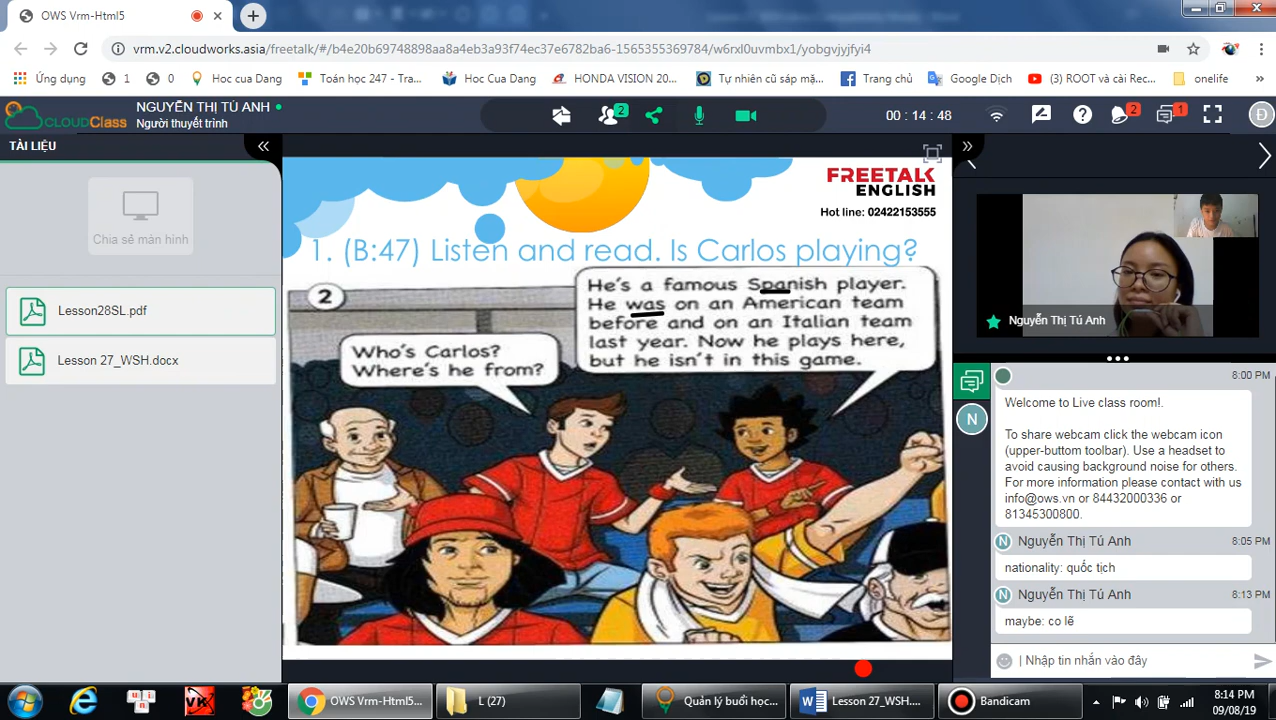 OWS Vrm-Html5
vrm.v2.cloudworks.asia/freetalk/#/b4e20b69748898aa8a4eb3a93f74ec37e6782ba6-1565355369784/w6rxl0uvmbx1/yobgvjyjfyi4
Ứng dụng
1
0
Hoc cua Dang
Toán học 247 - Tra...
Học Cua Dang
HONDA VISION 20...
Tự nhiên cũ sáp mặ...
Trang chủ
Google Dịch
(3) ROOT và cài Rec...
onelife
»
CLOUDClass
NGUYỄN THỊ TÚ ANH
Người thuyết trình
2
00 : 14 : 48
2
1
Đ
TÀI LIỆU
Chia sẻ màn hình
Lesson28SL.pdf
Lesson 27_WSH.docx
FREETALK
ENGLISH
Hot line: 02422153555
1. (B:47) Listen and read. Is Carlos playing?
2
Who's Carlos?
Where's he from?
He's a famous Spanish player.
He was on an American team
before and on an Italian team
last year. Now he plays here,
but he isn't in this game.
Nguyễn Thị Tú Anh
8:00 PM
Welcome to Live class room!.
To share webcam click the webcam icon
(upper-buttom toolbar). Use a headset to
avoid causing background noise for others.
For more information please contact with us
info@ows.vn or 84432000336 or
81345300800.
N
N Nguyễn Thị Tú Anh 8:05 PM
nationality: quốc tịch
N Nguyễn Thị Tú Anh 8:13 PM
maybe: co lẽ
Nhập tin nhắn vào đây
OWS Vrm-Html5...
L (27)
Quản lý buổi học...
Lesson 27_WSH....
Bandicam
8:14 PM
09/08/19